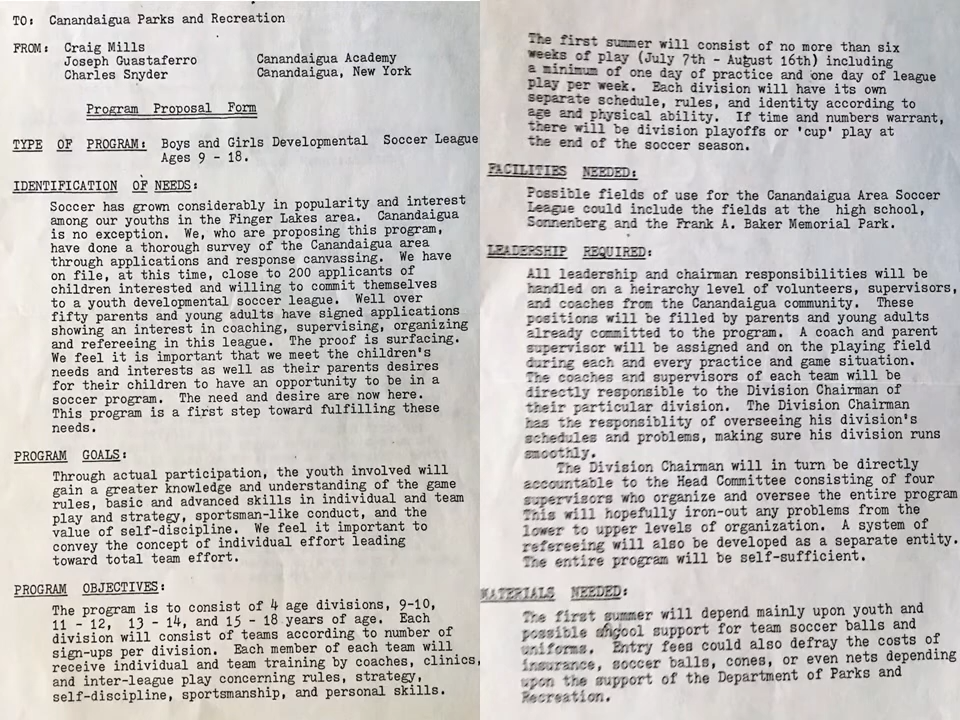 TO: Canandaigua Parks and Recreation
FROM: Craig Mills
Joseph Guastaferro Canandaigua Academy
Charles Snyder Canandaigua, New York
Program Proposal Form
TYPE OF PROGRAM: Boys and Girls Developmental Soccer League
Ages 9 - 18.
IDENTIFICATION OF NEEDS:
Soccer has grown considerably in popularity and interest
among our youths in the Finger Lakes area. Canandaigua
is no exception. We, who are proposing this program,
have done a thorough survey of the Canandaigua area
through applications and response canvassing. We have
on file, at this time, close to 200 applicants of
children interested and willing to commit themselves
to a youth developmental soccer league. Well over
fifty parents and young adults have signed applications
showing an interest in coaching, supervising, organizing
and refereeing in this league. The proof is surfacing.
We feel it is important that we meet the children's
needs and interests as well as their parents desires
for their children to have an opportunity to be in a
soccer program. The need and desire are now here.
This program is a first step toward fulfilling these
needs.
PROGRAM GOALS:
Through actual participation, the youth involved will
gain a greater knowledge and understanding of the game
rules, basic and advanced skills in individual and team
play and strategy, sportsman-like conduct, and the
value of self-discipline. We feel it important to
convey the concept of individual effort leading
toward total team effort.
PROGRAM OBJECTIVES:
The program is to consist of 4 age divisions, 9-10,
11 - 12, 13 - 14, and 15 - 18 years of age. Each
division will consist of teams according to number of
sign-ups per division. Each member of each team will
receive individual and team training by coaches, clinics,
and inter-league play concerning rules, strategy,
self-discipline, sportsmanship, and personal skills.
The first summer will consist of no more than six
weeks of play (July 7th - August 16th) including
a minimum of one day of practice and one day of league
play per week. Each division will have its own
separate schedule, rules, and identity according to
age and physical ability. If time and numbers warrant,
there will be division playoffs or 'cup' play at
the end of the soccer season.
FACILITIES NEEDED:
Possible fields of use for the Canandaigua Area Soccer
League could include the fields at the high school,
Sonnenberg and the Frank A. Baker Memorial Park.
LEADERSHIP REQUIRED:
All leadership and chairman responsibilities will be
handled on a heirarchy level of volunteers, supervisors,
and coaches from the Canandaigua community. These
positions will be filled by parents and young adults
already committed to the program. A coach and parent
supervisor will be assigned and on the playing field
during each and every practice and game situation.
The coaches and supervisors of each team will be
directly responsible to the Division Chairman of
their particular division. The Division Chairman
has the responsiblity of overseeing his division's
schedules and problems, making sure his division runs
smoothly.
The Division Chairman will in turn be directly
accountable to the Head Committee consisting of four
supervisors who organize and oversee the entire program
This will hopefully iron-out any problems from the
lower to upper levels of organization. A system of
refereeing will also be developed as a separate entity.
The entire program will be self-sufficient.
MATERIALS NEEDED:
The first summer will depend mainly upon youth and
possible school support for team soccer balls and
uniforms. Entry fees could also defray the costs of
insurance, soccer balls, cones, or even nets depending
upon the support of the Department of Parks and
Recreation.